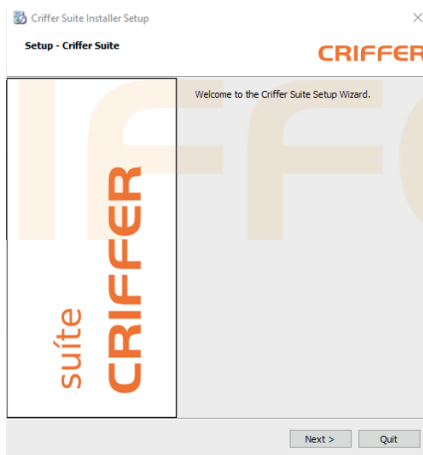 Criffer Suite Installer Setup
Setup - Criffer Suite
CRIFFER
Welcome to the Criffer Suite Setup Wizard.
suíte
CRIFFER
Next >
Quit